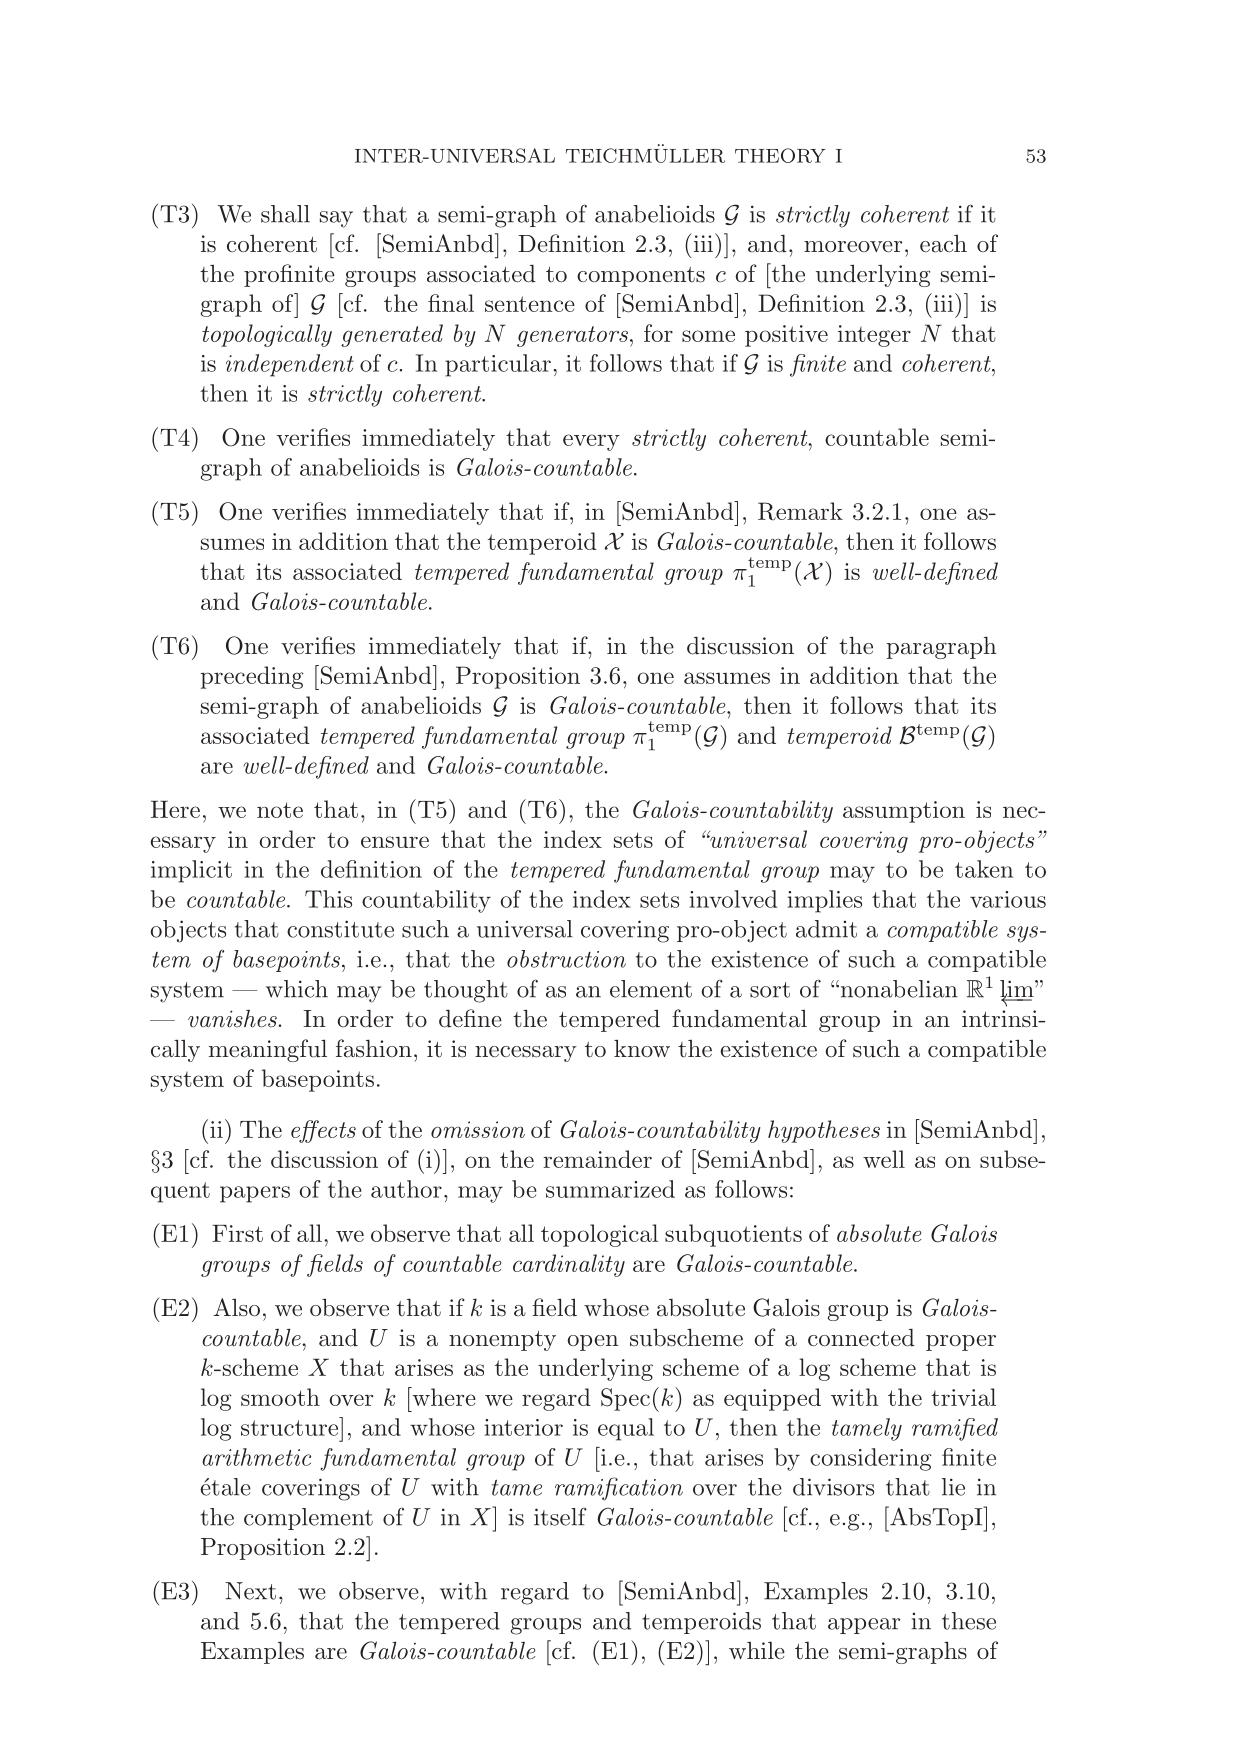 INTER-UNIVERSAL TEICHMÜLLER THEORY I 53
(T3) We shall say that a semi-graph of anabelioids 𝒢 is strictly coherent if it
is coherent [cf. [SemiAnbd], Definition 2.3, (iii)], and, moreover, each of
the profinite groups associated to components c of [the underlying semi-
graph of] 𝒢 [cf. the final sentence of [SemiAnbd], Definition 2.3, (iii)] is
topologically generated by N generators, for some positive integer N that
is independent of c. In particular, it follows that if 𝒢 is finite and coherent,
then it is strictly coherent.
(T4) One verifies immediately that every strictly coherent, countable semi-
graph of anabelioids is Galois-countable.
(T5) One verifies immediately that if, in [SemiAnbd], Remark 3.2.1, one as-
sumes in addition that the temperoid 𝒳 is Galois-countable, then it follows
that its associated tempered fundamental group π₁^temp(𝒳) is well-defined
and Galois-countable.
(T6) One verifies immediately that if, in the discussion of the paragraph
preceding [SemiAnbd], Proposition 3.6, one assumes in addition that the
semi-graph of anabelioids 𝒢 is Galois-countable, then it follows that its
associated tempered fundamental group π₁^temp(𝒢) and temperoid ℬ^temp(𝒢)
are well-defined and Galois-countable.
Here, we note that, in (T5) and (T6), the Galois-countability assumption is nec-
essary in order to ensure that the index sets of “universal covering pro-objects”
implicit in the definition of the tempered fundamental group may to be taken to
be countable. This countability of the index sets involved implies that the various
objects that constitute such a universal covering pro-object admit a compatible sys-
tem of basepoints, i.e., that the obstruction to the existence of such a compatible
system — which may be thought of as an element of a sort of “nonabelian ℝ¹ lim←”
— vanishes. In order to define the tempered fundamental group in an intrinsi-
cally meaningful fashion, it is necessary to know the existence of such a compatible
system of basepoints.
(ii) The effects of the omission of Galois-countability hypotheses in [SemiAnbd],
§3 [cf. the discussion of (i)], on the remainder of [SemiAnbd], as well as on subse-
quent papers of the author, may be summarized as follows:
(E1) First of all, we observe that all topological subquotients of absolute Galois
groups of fields of countable cardinality are Galois-countable.
(E2) Also, we observe that if k is a field whose absolute Galois group is Galois-
countable, and U is a nonempty open subscheme of a connected proper
k-scheme X that arises as the underlying scheme of a log scheme that is
log smooth over k [where we regard Spec(k) as equipped with the trivial
log structure], and whose interior is equal to U, then the tamely ramified
arithmetic fundamental group of U [i.e., that arises by considering finite
étale coverings of U with tame ramification over the divisors that lie in
the complement of U in X] is itself Galois-countable [cf., e.g., [AbsTopI],
Proposition 2.2].
(E3) Next, we observe, with regard to [SemiAnbd], Examples 2.10, 3.10,
and 5.6, that the tempered groups and temperoids that appear in these
Examples are Galois-countable [cf. (E1), (E2)], while the semi-graphs of